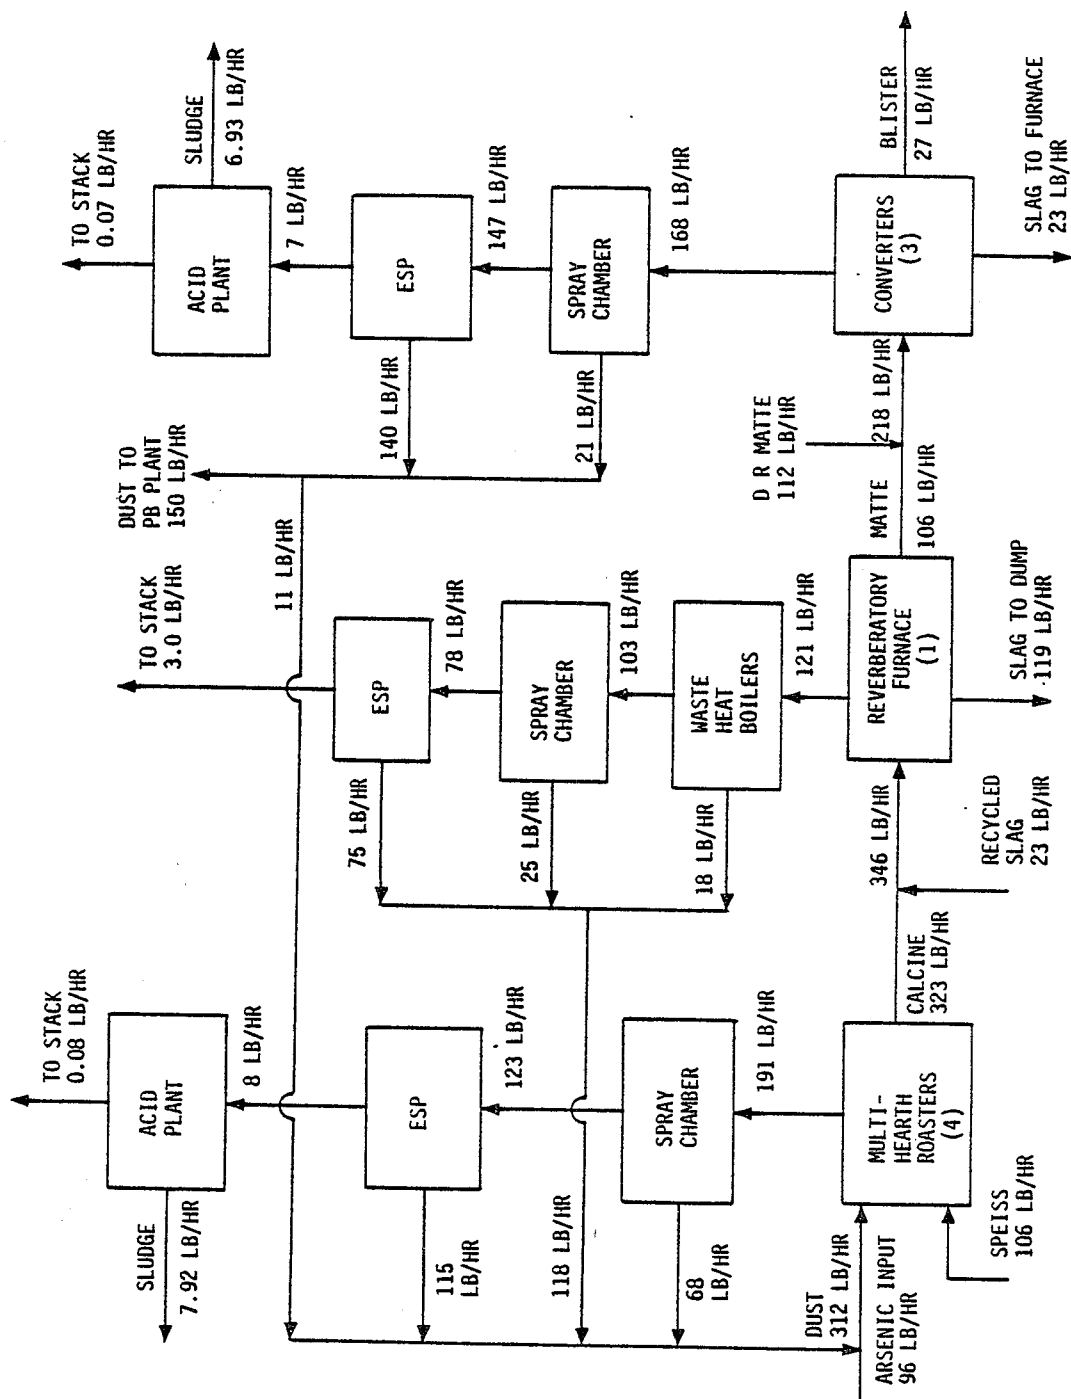 TO STACK
0.08 LB/HR
SLUDGE
7.92 LB/HR
ACID
PLANT
8 LB/HR
ESP
115
LB/HR
123 LB/HR
118 LB/HR
SPRAY
CHAMBER
68
LB/HR
191 LB/HR
DUST
312 LB/HR
ARSENIC INPUT
96 LB/HR
MULTI-
HEARTH
ROASTERS
(4)
SPEISS
106 LB/HR
CALCINE
323 LB/HR
RECYCLED
SLAG
23 LB/HR
346 LB/HR
TO STACK
3.0 LB/HR
11 LB/HR
ESP
75 LB/HR
78 LB/HR
SPRAY
CHAMBER
25 LB/HR
103 LB/HR
WASTE
HEAT
BOILERS
18 LB/HR
121 LB/HR
REVERBERATORY
FURNACE
(1)
SLAG TO DUMP
119 LB/HR
MATTE
106 LB/HR
D R MATTE
112 LB/HR
218 LB/HR
DUST TO
PB PLANT
150 LB/HR
TO STACK
0.07 LB/HR
SLUDGE
6.93 LB/HR
ACID
PLANT
7 LB/HR
ESP
140 LB/HR
147 LB/HR
SPRAY
CHAMBER
21 LB/HR
168 LB/HR
CONVERTERS
(3)
BLISTER
27 LB/HR
SLAG TO FURNACE
23 LB/HR